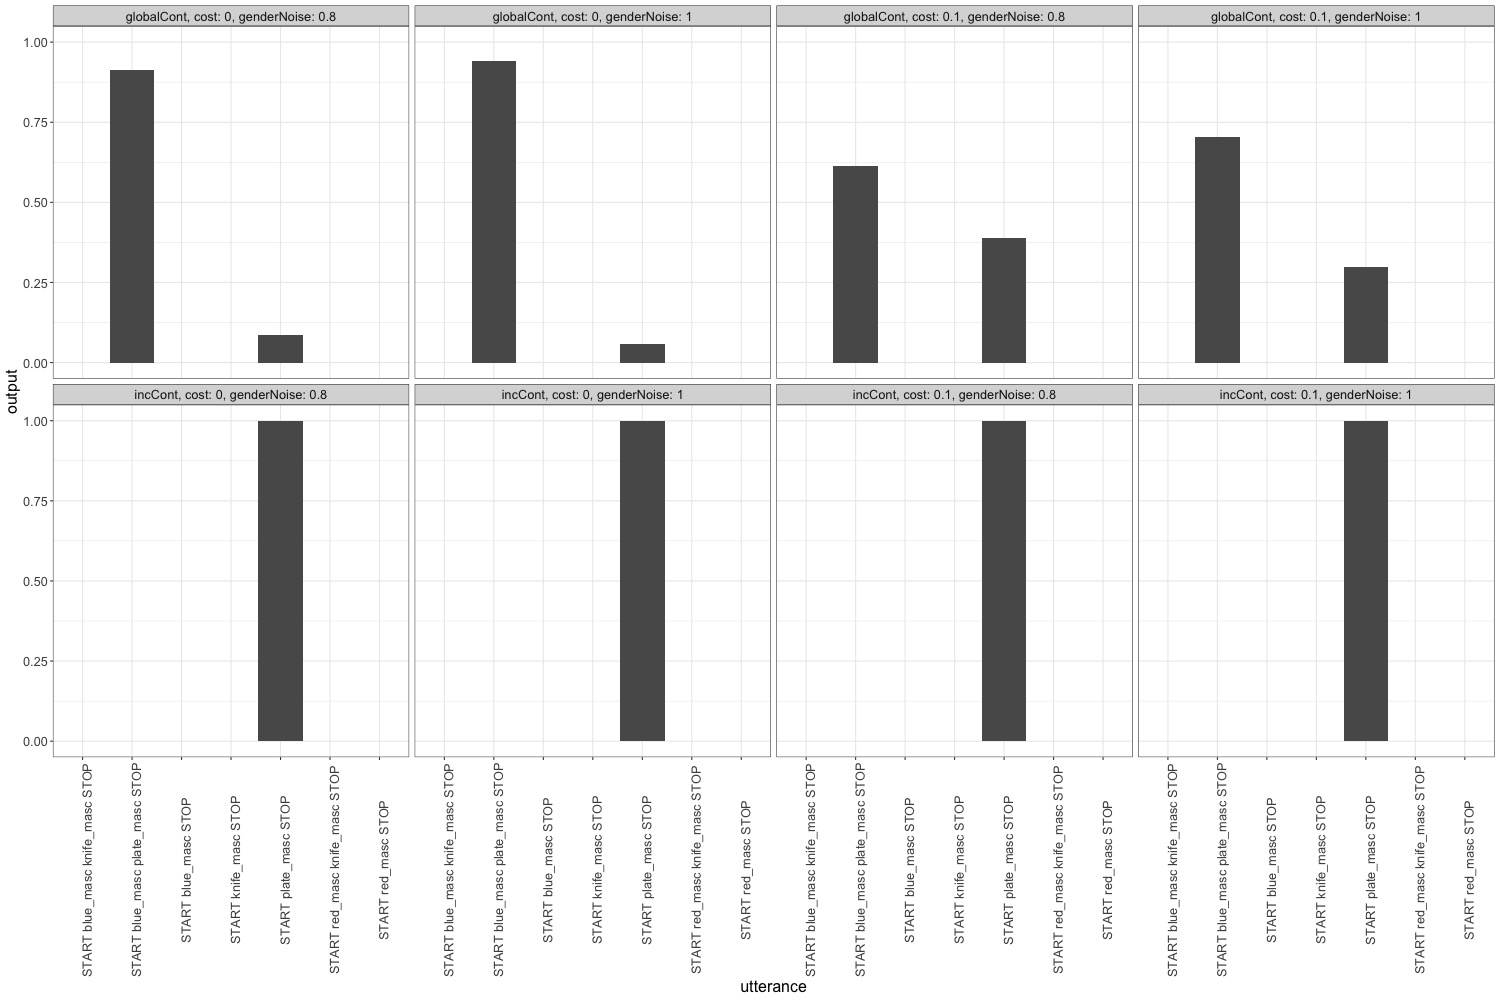 globalCont, cost: 0, genderNoise: 0.8
globalCont, cost: 0, genderNoise: 1
globalCont, cost: 0.1, genderNoise: 0.8
globalCont, cost: 0.1, genderNoise: 1
1.00
0.75
0.50
0.25
0.00
incCont, cost: 0, genderNoise: 0.8
incCont, cost: 0, genderNoise: 1
incCont, cost: 0.1, genderNoise: 0.8
incCont, cost: 0.1, genderNoise: 1
1.00
0.75
0.50
0.25
0.00
output
START blue_masc knife_masc STOP
START blue_masc plate_masc STOP
START blue_masc STOP
START knife_masc STOP
START plate_masc STOP
START red_masc knife_masc STOP
START red_masc STOP
START blue_masc knife_masc STOP
START blue_masc plate_masc STOP
START blue_masc STOP
START knife_masc STOP
START plate_masc STOP
START red_masc knife_masc STOP
START red_masc STOP
START blue_masc knife_masc STOP
START blue_masc plate_masc STOP
START blue_masc STOP
START knife_masc STOP
START plate_masc STOP
START red_masc knife_masc STOP
START red_masc STOP
START blue_masc knife_masc STOP
START blue_masc plate_masc STOP
START blue_masc STOP
START knife_masc STOP
START plate_masc STOP
START red_masc knife_masc STOP
START red_masc STOP
utterance